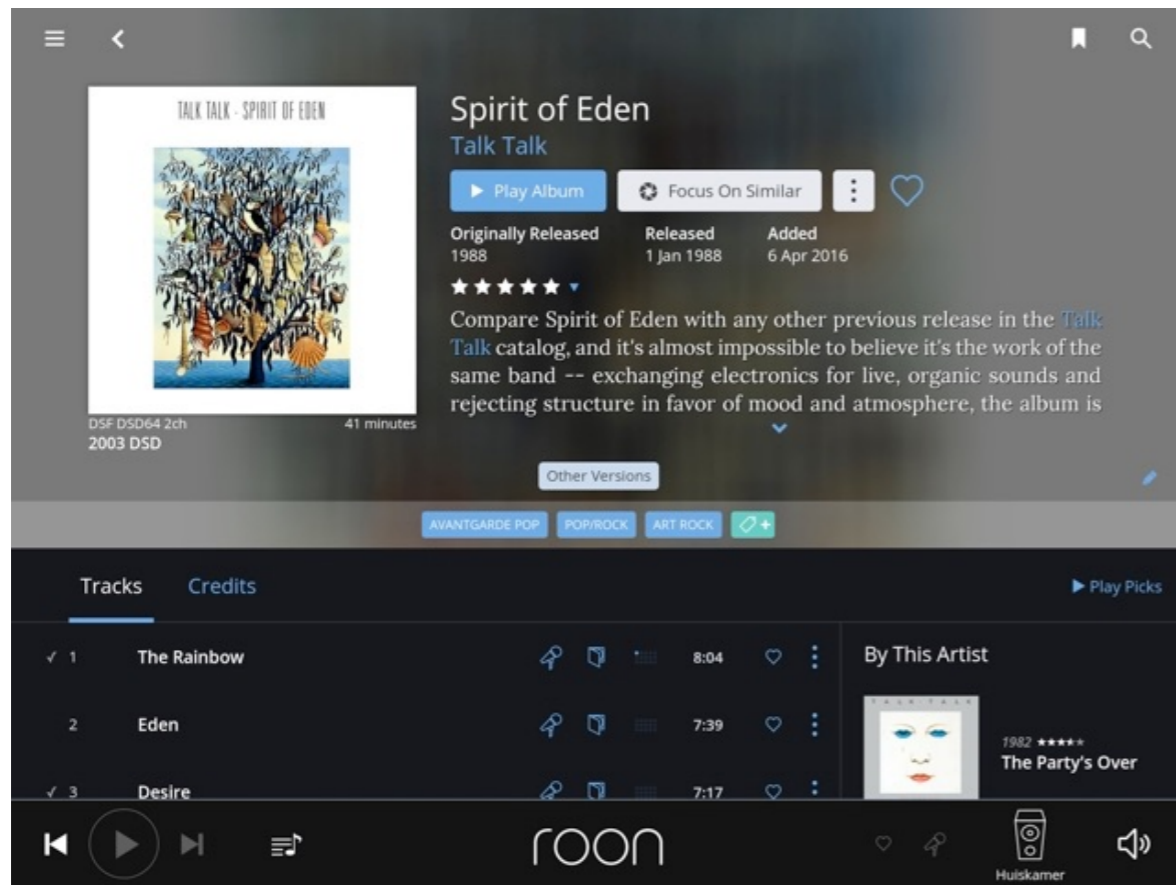 TALK TALK - SPIRIT OF EDEN
Spirit of Eden
Talk Talk
Play Album
Focus On Similar
Originally Released Released Added
1988 1 Jan 1988 6 Apr 2016
Compare Spirit of Eden with any other previous release in the Talk
Talk catalog, and it's almost impossible to believe it's the work of the
same band -- exchanging electronics for live, organic sounds and
rejecting structure in favor of mood and atmosphere, the album is
DSF DSD64 2ch 41 minutes
2003 DSD
Other Versions
AVANTGARDE POP POP/ROCK ART ROCK +
Tracks Credits Play Picks
1 The Rainbow 8:04
2 Eden 7:39
3 Desire 7:17
By This Artist
TALK TALK
1982
The Party's Over
roon
Huiskamer